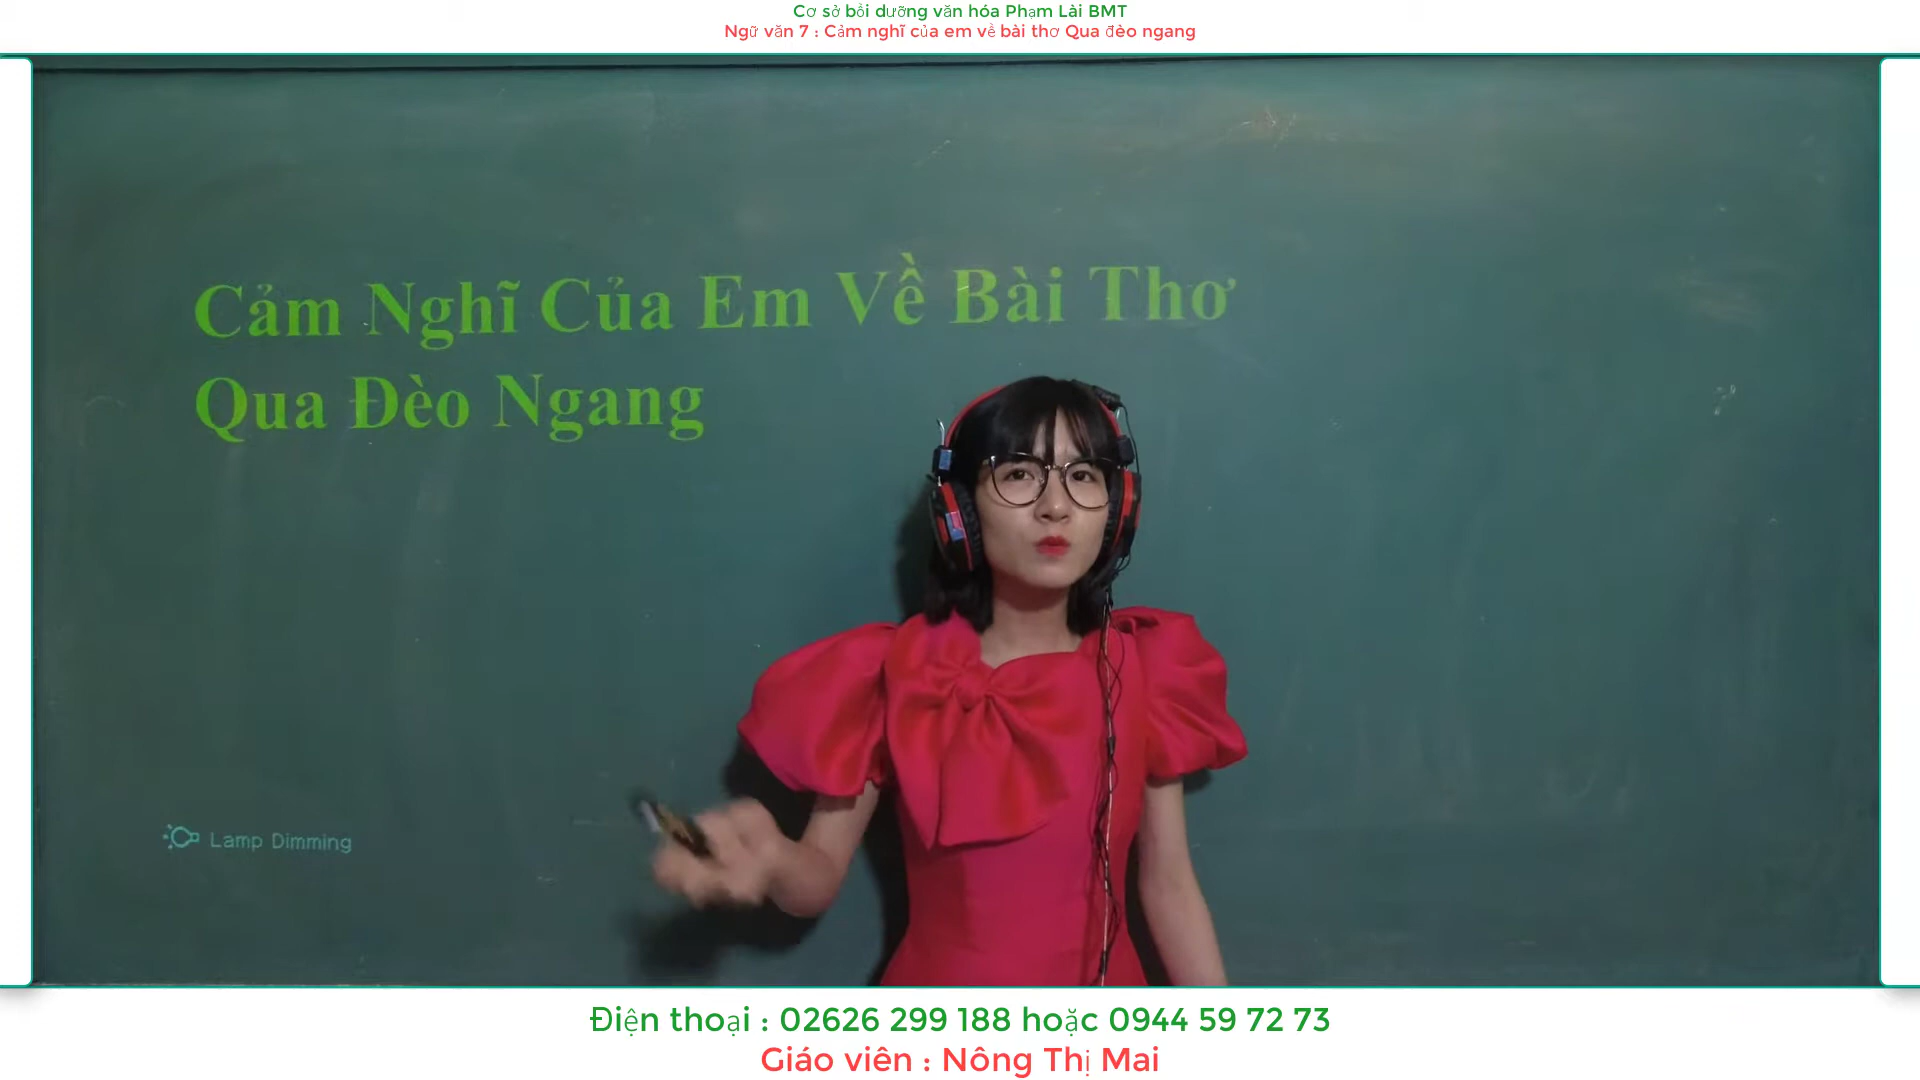 Cơ sở bồi dưỡng văn hóa Phạm Lài BMT
Ngữ văn 7 : Cảm nghĩ của em về bài thơ Qua đèo ngang
Cảm Nghĩ Của Em Về Bài Thơ
Qua Đèo Ngang
Lamp Dimming
Điện thoại : 02626 299 188 hoặc 0944 59 72 73
Giáo viên : Nông Thị Mai